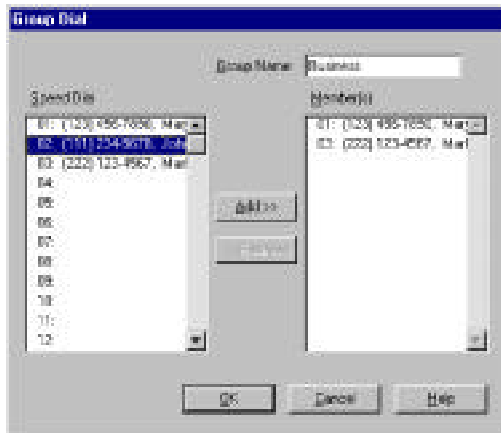 Group Dial
Group Name: Business
Speed Dial
Member(s)
01: (123) 456-7890, Mar
02: (101) 234-5678, Joh
03: (222) 123-4567, Mar
04:
05:
06:
07:
08:
09:
10:
11:
12:
01: (123) 456-7890, Mar
03: (222) 123-4567, Mar
Add >>
OK
Cancel
Help